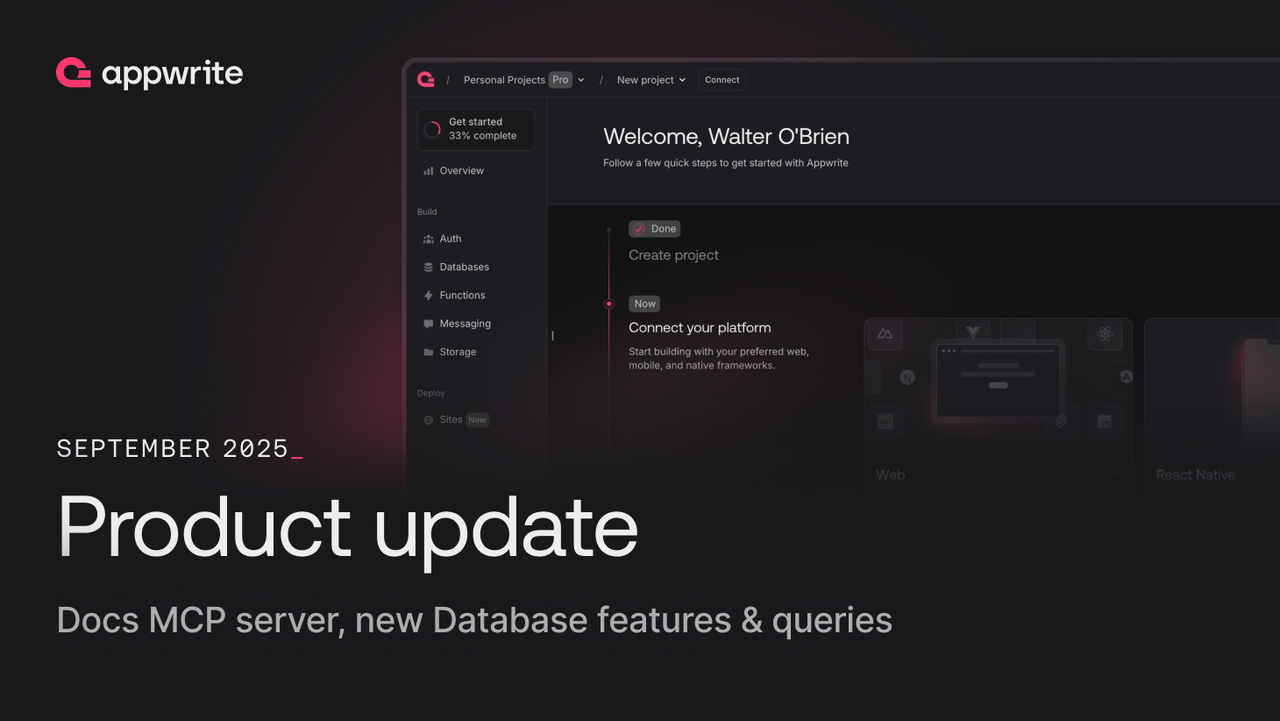 appwrite
/ Personal Projects Pro / New project Connect
Get started
33% complete
Overview
Build
Auth
Databases
Functions
Messaging
Storage
Deploy
Sites New
Welcome, Walter O'Brien
Follow a few quick steps to get started with Appwrite
Done
Create project
Now
Connect your platform
Start building with your preferred web,
mobile, and native frameworks.
Web
React Native
SEPTEMBER 2025_
Product update
Docs MCP server, new Database features & queries